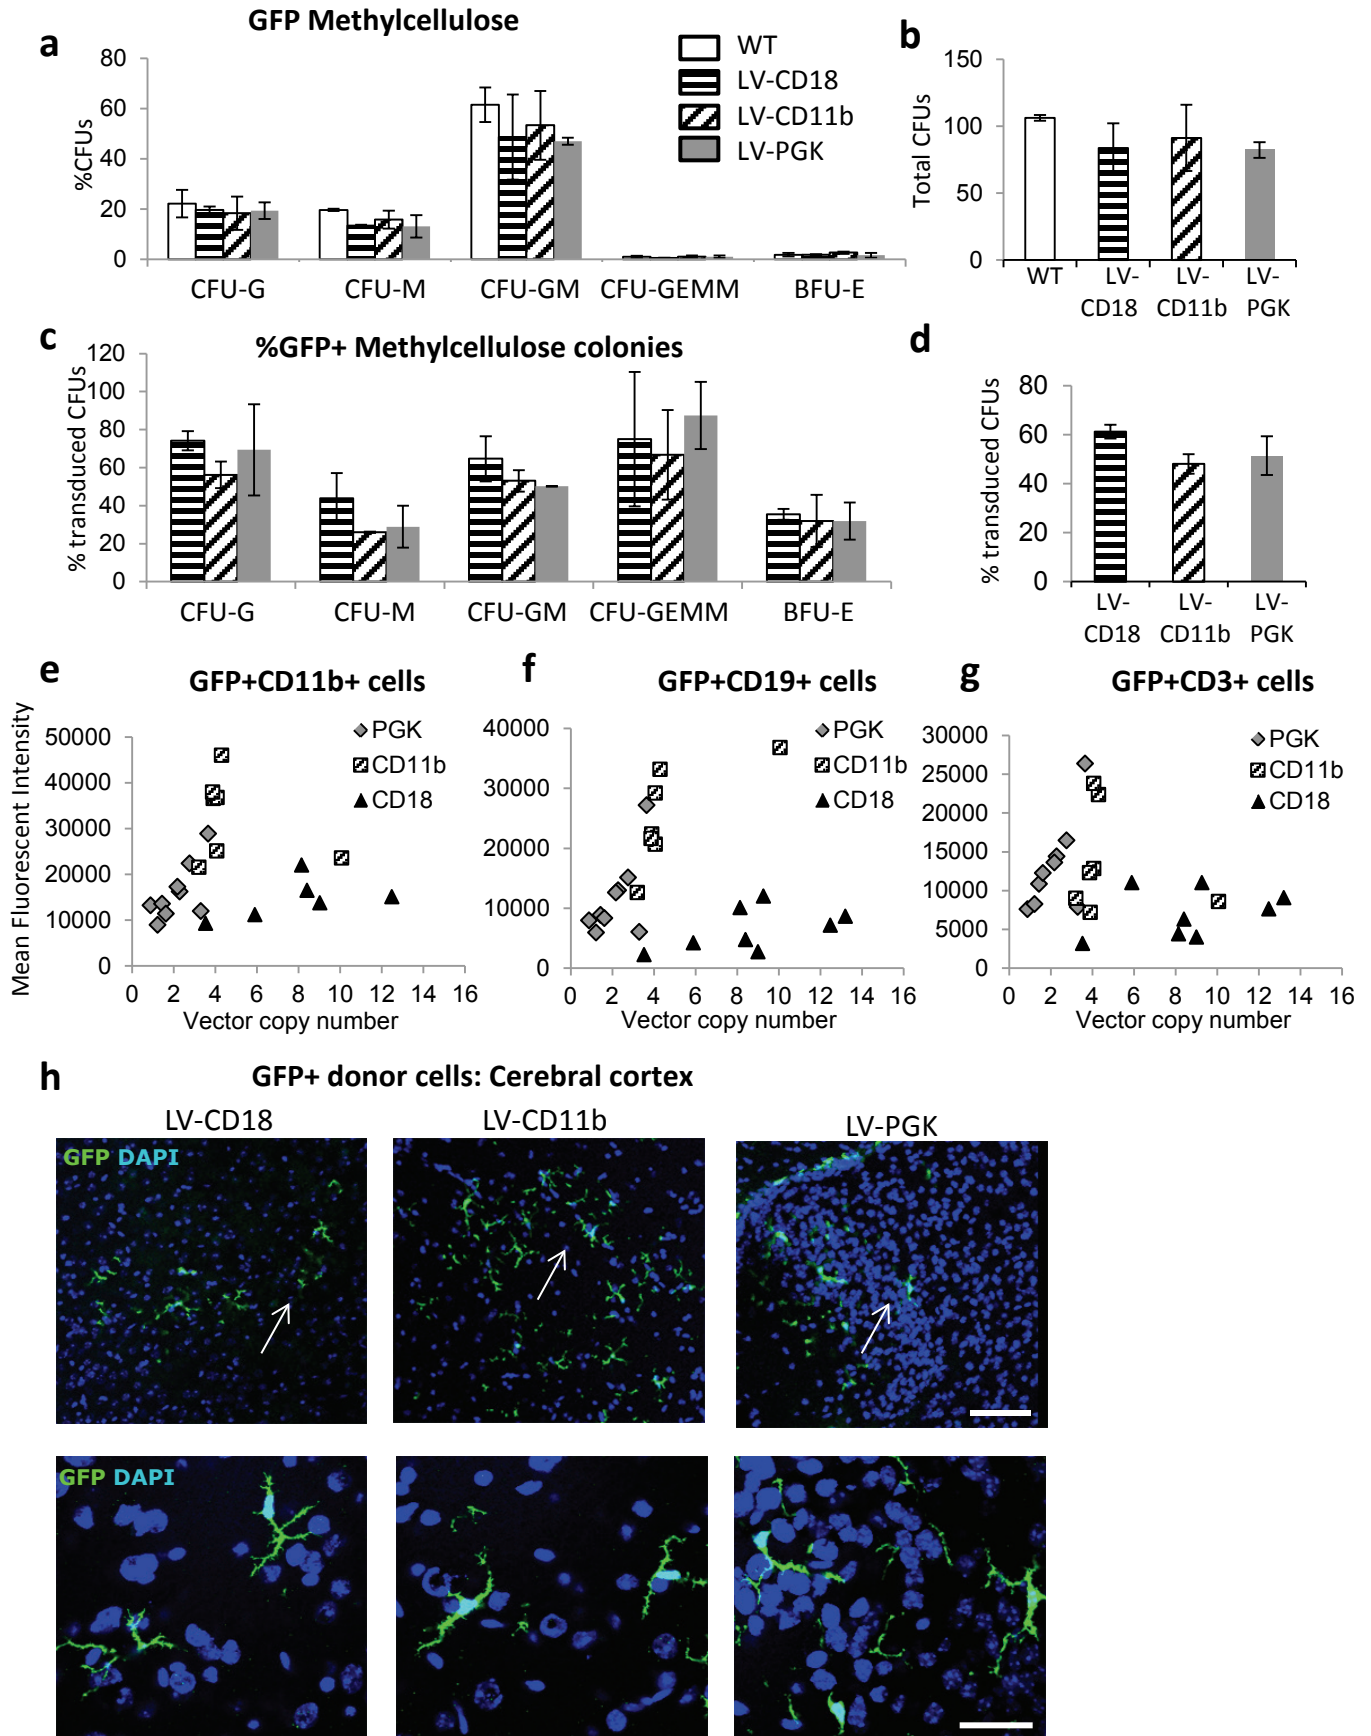 GFP Methylcellulose
a
80
60
40
20
0
%CFUs
CFU-G CFU-M CFU-GM CFU-GEMM BFU-E
WT
LV-CD18
LV-CD11b
LV-PGK
b
150
100
50
0
Total CFUs
WT LV-CD18 LV-CD11b LV-PGK
c
%GFP+ Methylcellulose colonies
120
100
80
60
40
20
0
% transduced CFUs
CFU-G CFU-M CFU-GM CFU-GEMM BFU-E
d
80
60
40
20
0
% transduced CFUs
LV- LV- LV-
CD18 CD11b PGK
e
GFP+CD11b+ cells
Mean Fluorescent Intensity
50000
40000
30000
20000
10000
0
0 2 4 6 8 10 12 14 16
Vector copy number
PGK
CD11b
CD18
f
GFP+CD19+ cells
40000
30000
20000
10000
0
0 2 4 6 8 10 12 14 16
Vector copy number
PGK
CD11b
CD18
g
GFP+CD3+ cells
30000
25000
20000
15000
10000
5000
0
0 2 4 6 8 10 12 14 16
Vector copy number
PGK
CD11b
CD18
h
GFP+ donor cells: Cerebral cortex
LV-CD18 LV-CD11b LV-PGK
GFP DAPI
GFP DAPI